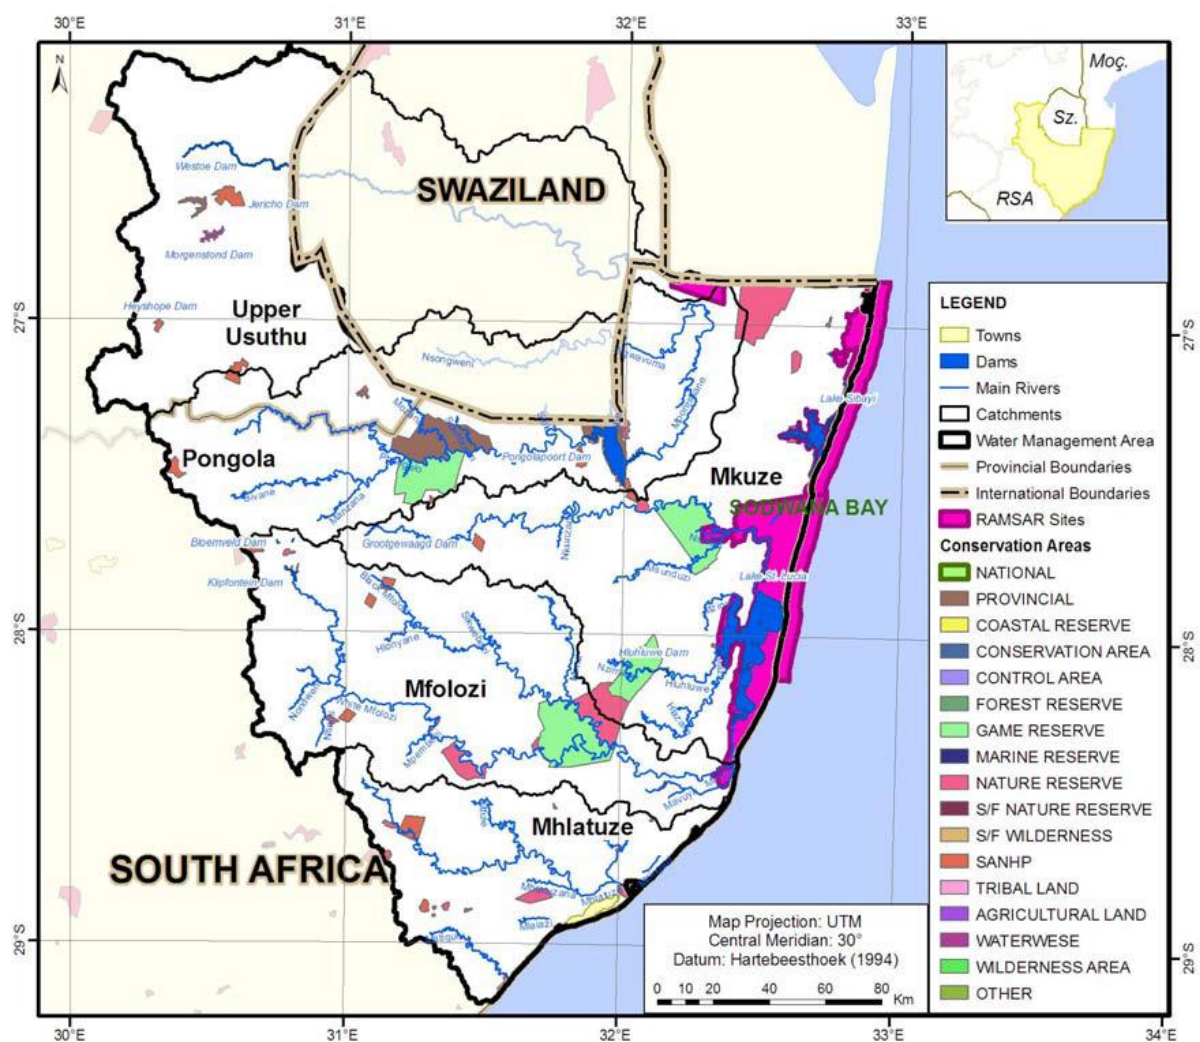 30°E
31°E
32°E
33°E
N
Moç.
Sz.
RSA
SWAZILAND
Westoe Dam
Jericho Dam
Morgenstond Dam
Heyshope Dam
Upper
Usuthu
27°S
27°S
Nsongweni
Lake Sibayi
Pongola
Pongolapoort Dam
Mkuze
SODWANA BAY
Manzana
Bloemveld Dam
Grootgewaagd Dam
Msunduzi
Lake St. Lucia
Klipfontein Dam
28°S
28°S
Hluhluwe Dam
Hluhluwe
Mfolozi
White Mfolozi
Mhlatuze
SOUTH AFRICA
29°S
29°S
LEGEND
Towns
Dams
Main Rivers
Catchments
Water Management Area
Provincial Boundaries
International Boundaries
RAMSAR Sites
Conservation Areas
NATIONAL
PROVINCIAL
COASTAL RESERVE
CONSERVATION AREA
CONTROL AREA
FOREST RESERVE
GAME RESERVE
MARINE RESERVE
NATURE RESERVE
S/F NATURE RESERVE
S/F WILDERNESS
SANHP
TRIBAL LAND
AGRICULTURAL LAND
WATERWESE
WILDERNESS AREA
OTHER
Map Projection: UTM
Central Meridian: 30°
Datum: Hartebeesthoek (1994)
0 10 20 40 60 80
Km
30°E
31°E
32°E
33°E
34°E